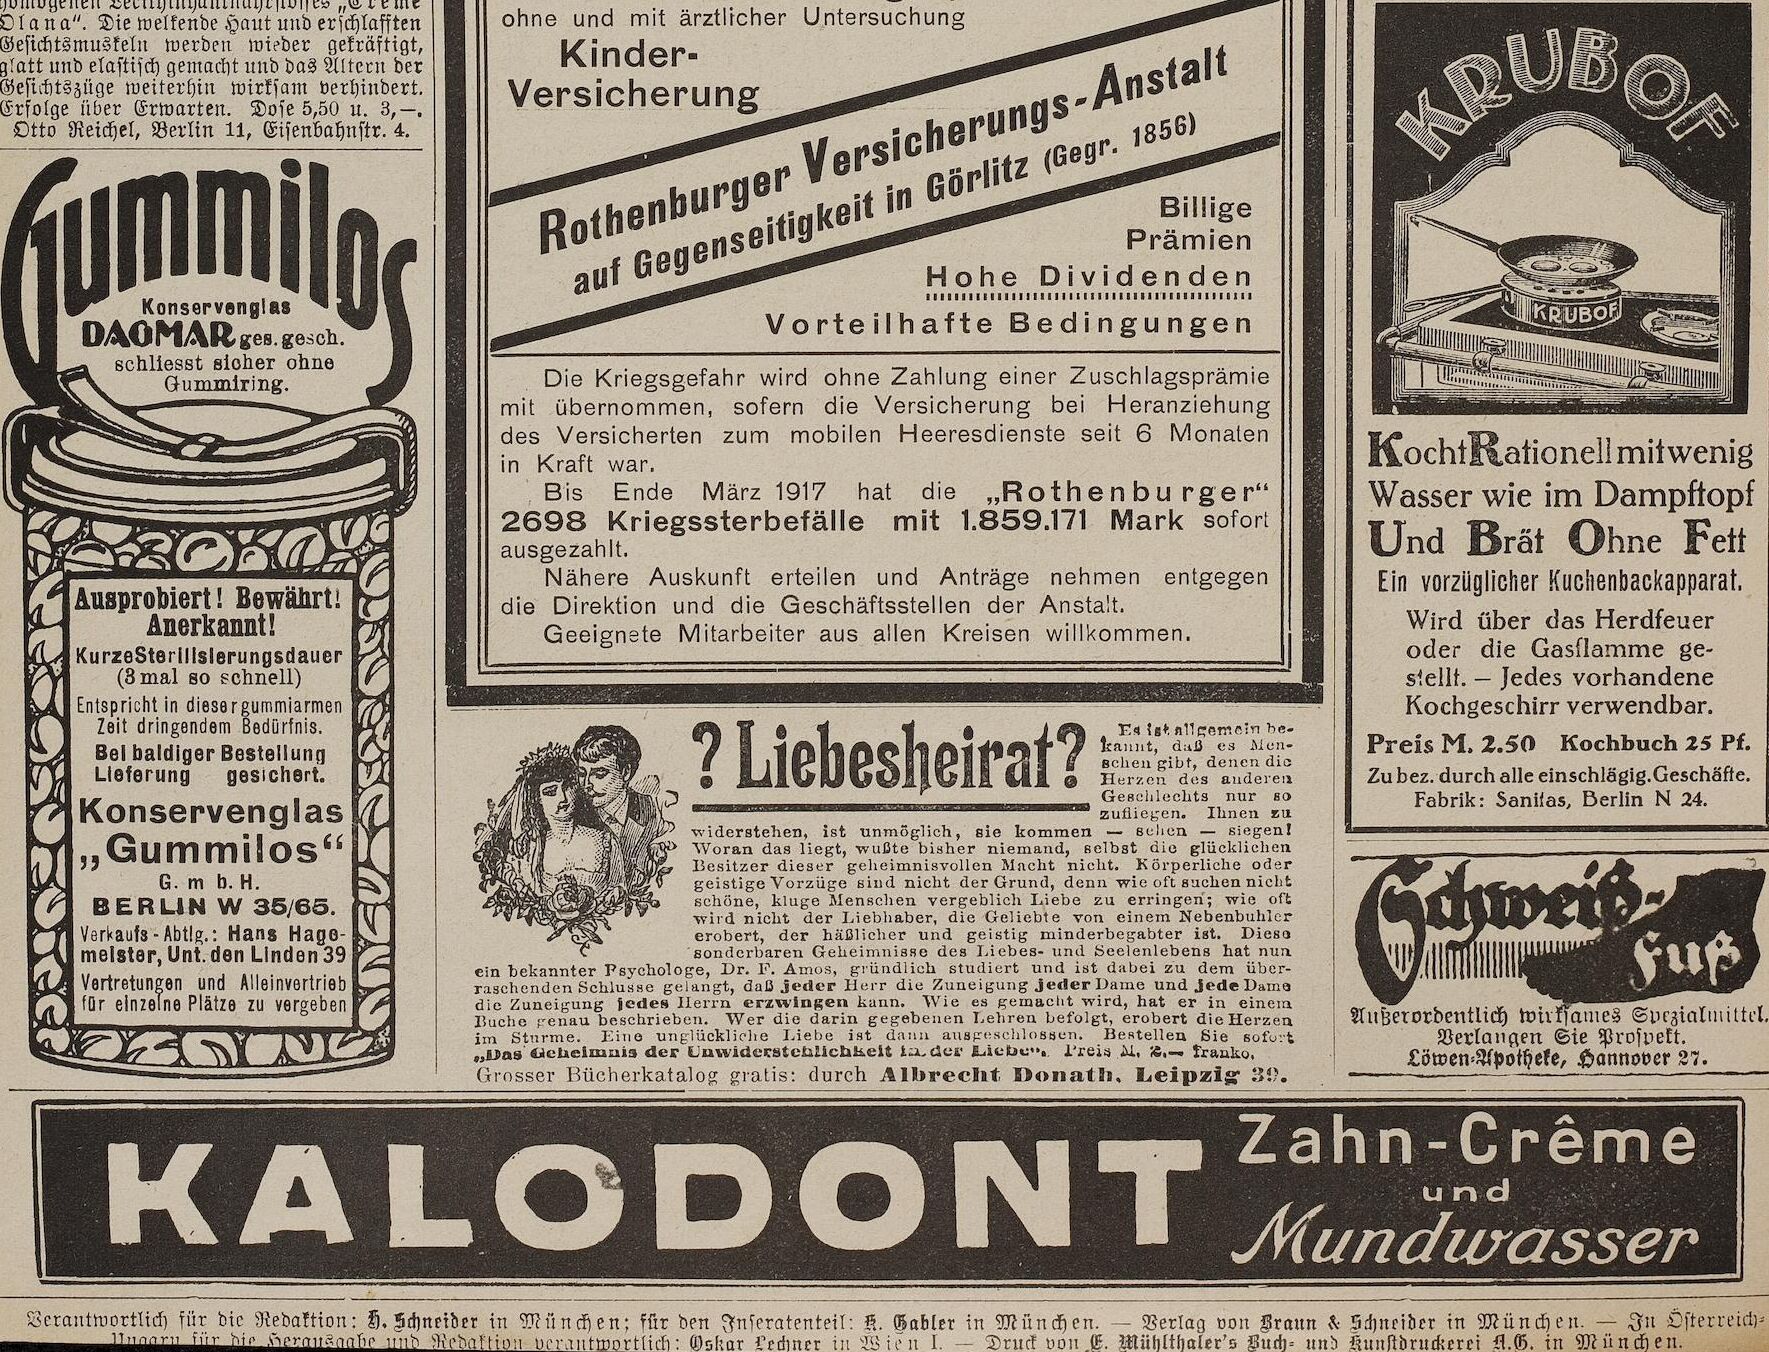 Olana“. Die welkende Haut und erschlafften
Gesichtsmuskeln werden wieder gekräftigt,
glatt und elastisch gemacht und das Altern der
Gesichtszüge weiterhin wirksam verhindert.
Erfolge über Erwarten. Dose 5,50 u. 3,—.
Otto Reichel, Berlin 11, Eisenbahnstr. 4.
Gummilos
Konservenglas
DAGMAR ges. gesch.
schliesst sicher ohne
Gummiring.
Ausprobiert! Bewährt!
Anerkannt!
Kurze Sterilisierungsdauer
(3 mal so schnell)
Entspricht in dieser gummiarmen
Zeit dringendem Bedürfnis.
Bei baldiger Bestellung
Lieferung gesichert.
Konservenglas
„Gummilos“
G. m b. H.
BERLIN W 35/65.
Verkaufs-Abtlg.: Hans Hage-
meister, Unt. den Linden 39
Vertretungen und Alleinvertrieb
für einzelne Plätze zu vergeben
ohne und mit ärztlicher Untersuchung
Kinder-
Versicherung
Rothenburger Versicherungs-Anstalt
auf Gegenseitigkeit in Görlitz (Gegr. 1856)
Billige
Prämien
Hohe Dividenden
Vorteilhafte Bedingungen
Die Kriegsgefahr wird ohne Zahlung einer Zuschlagsprämie
mit übernommen, sofern die Versicherung bei Heranziehung
des Versicherten zum mobilen Heeresdienste seit 6 Monaten
in Kraft war.
Bis Ende März 1917 hat die „Rothenburger“
2698 Kriegssterbefälle mit 1.859.171 Mark sofort
ausgezahlt.
Nähere Auskunft erteilen und Anträge nehmen entgegen
die Direktion und die Geschäftsstellen der Anstalt.
Geeignete Mitarbeiter aus allen Kreisen willkommen.
? Liebesheirat?
Es ist allgemein be-
kannt, daß es Men-
schen gibt, denen die
Herzen des anderen
Geschlechts nur so
zufliegen. Ihnen zu
widerstehen, ist unmöglich, sie kommen — sehen — siegen!
Woran das liegt, wußte bisher niemand, selbst die glücklichen
Besitzer dieser geheimnisvollen Macht nicht. Körperliche oder
geistige Vorzüge sind nicht der Grund, denn wie oft suchen nicht
schöne, kluge Menschen vergeblich Liebe zu erringen; wie oft
wird nicht der Liebhaber, die Geliebte von einem Nebenbuhler
erobert, der häßlicher und geistig minderbegabter ist. Diese
sonderbaren Geheimnisse des Liebes- und Seelenlebens hat nun
ein bekannter Psychologe, Dr. F. Amos, gründlich studiert und ist dabei zu dem über-
raschenden Schlusse gelangt, daß jeder Herr die Zuneigung jeder Dame und jede Dame
die Zuneigung jedes Herrn erzwingen kann. Wie es gemacht wird, hat er in einem
Buche genau beschrieben. Wer die darin gegebenen Lehren befolgt, erobert die Herzen
im Sturme. Eine unglückliche Liebe ist dann ausgeschlossen. Bestellen Sie sofort
„Das Geheimnis der Unwiderstehlichkeit in der Liebe“. Preis M. 2,— franko,
Grosser Bücherkatalog gratis: durch Albrecht Donath, Leipzig 39.
KRUBOF
KRUBOF
Kocht Rationell mit wenig
Wasser wie im Dampftopf
Und Brät Ohne Fett
Ein vorzüglicher Kuchenbackapparat.
Wird über das Herdfeuer
oder die Gasflamme ge-
stellt. — Jedes vorhandene
Kochgeschirr verwendbar.
Preis M. 2.50 Kochbuch 25 Pf.
Zu bez. durch alle einschlägig. Geschäfte.
Fabrik: Sanitas, Berlin N 24.
Schweiß-
Fuß
Außerordentlich wirksames Spezialmittel.
Verlangen Sie Prospekt.
Löwen-Apotheke, Hannover 27.
KALODONT
Zahn-Crême
und
Mundwasser
Verantwortlich für die Redaktion: H. Schneider in München; für den Inseratenteil: K. Gabler in München. — Verlag von Braun & Schneider in München. — In Österreich-
Ungarn für die Herausgabe und Redaktion verantwortlich: Oskar Lechner in Wien I. — Druck von E. Mühlthaler's Buch- und Kunstdruckerei A.G. in München.